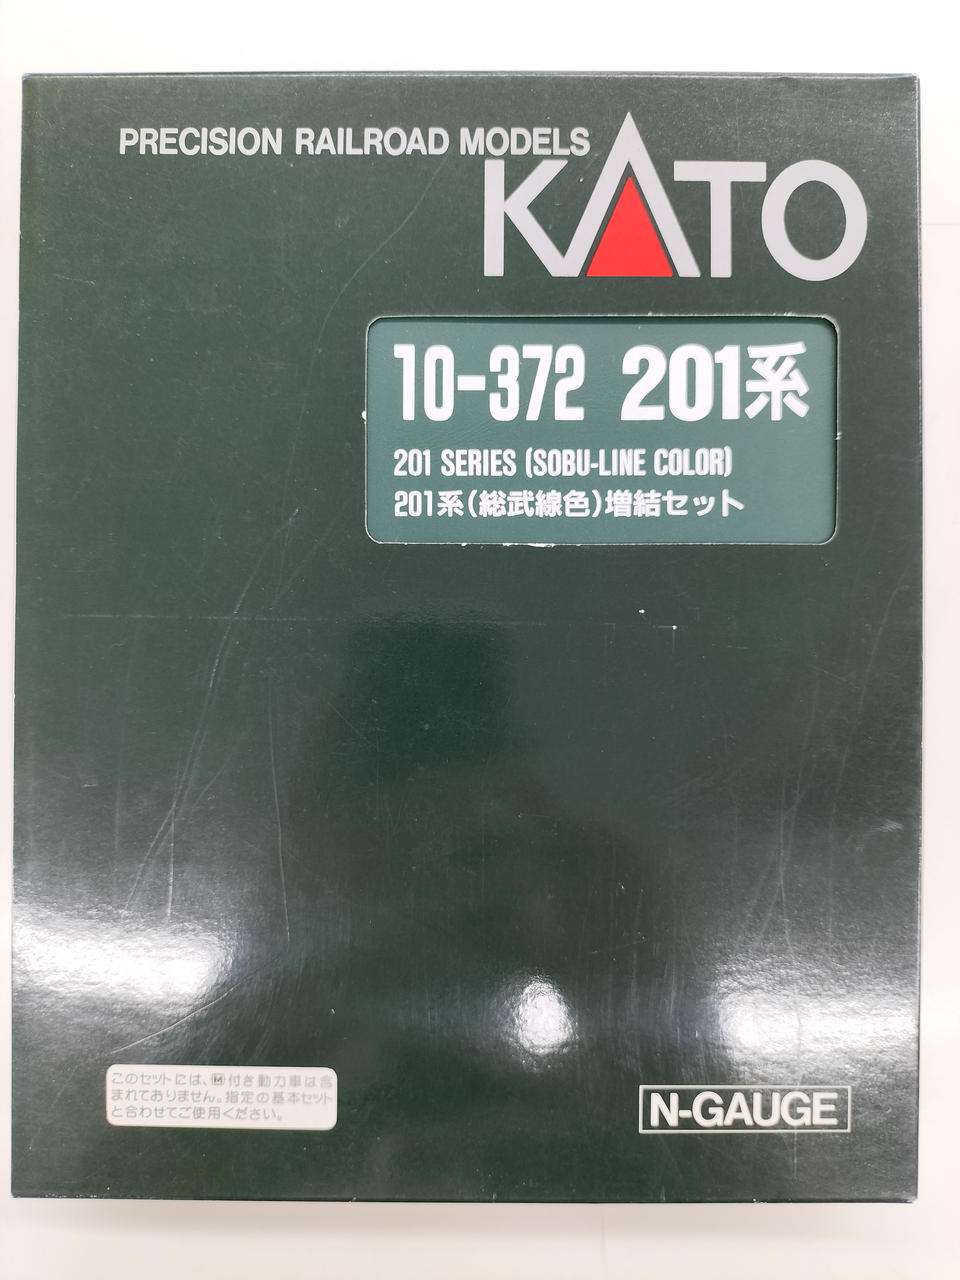 PRECISION RAILROAD MODELS
KATO
10-372 201系
201 SERIES (SOBU-LINE COLOR)
201系(総武線色)増結セット
このセットには、M付き動力車は含
まれておりません。指定の基本セット
と合わせてご使用ください。
N-GAUGE